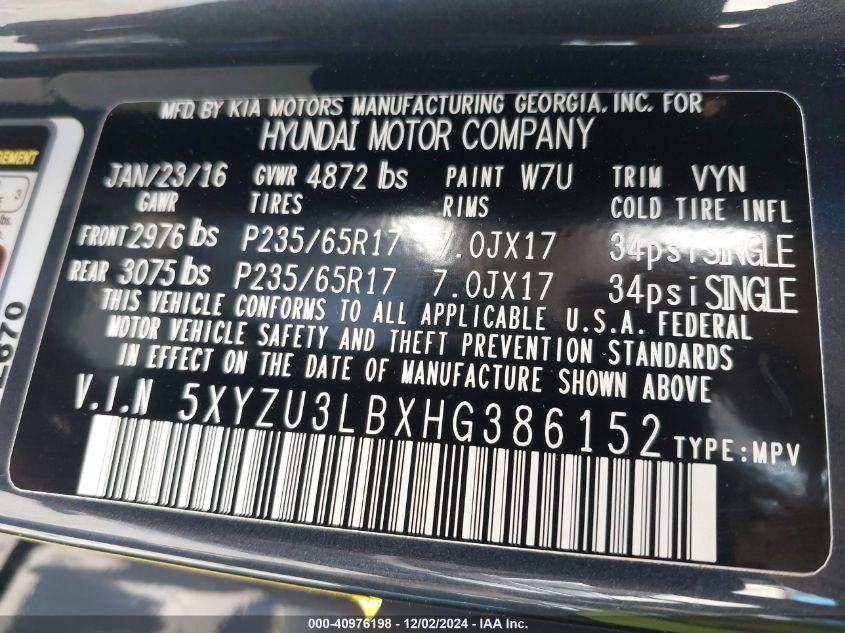 MFD. BY KIA MOTORS MANUFACTURING GEORGIA, INC. FOR
HYUNDAI MOTOR COMPANY
JAN/23/16 GVWR 4872 lbs PAINT W7U TRIM VYN
GAWR TIRES RIMS COLD TIRE INFL
FRONT 2976 lbs P235/65R17 7.0JX17 34psi SINGLE
REAR 3075 lbs P235/65R17 7.0JX17 34psi SINGLE
THIS VEHICLE CONFORMS TO ALL APPLICABLE U.S.A. FEDERAL
MOTOR VEHICLE SAFETY AND THEFT PREVENTION STANDARDS
IN EFFECT ON THE DATE OF MANUFACTURE SHOWN ABOVE
V.I.N 5XYZU3LBXHG386152 TYPE:MPV
000-40976198 - 12/02/2024 - IAA Inc.